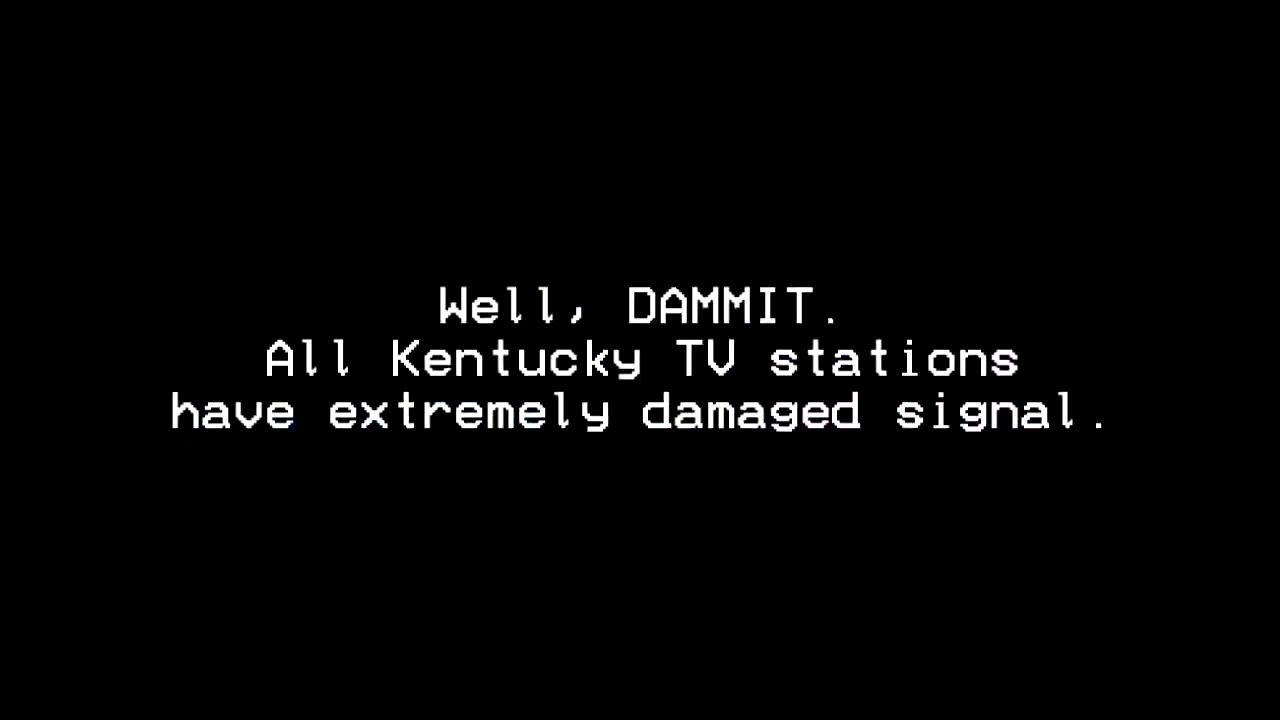 Well, DAMMIT.
All Kentucky TV stations
have extremely damaged signal.